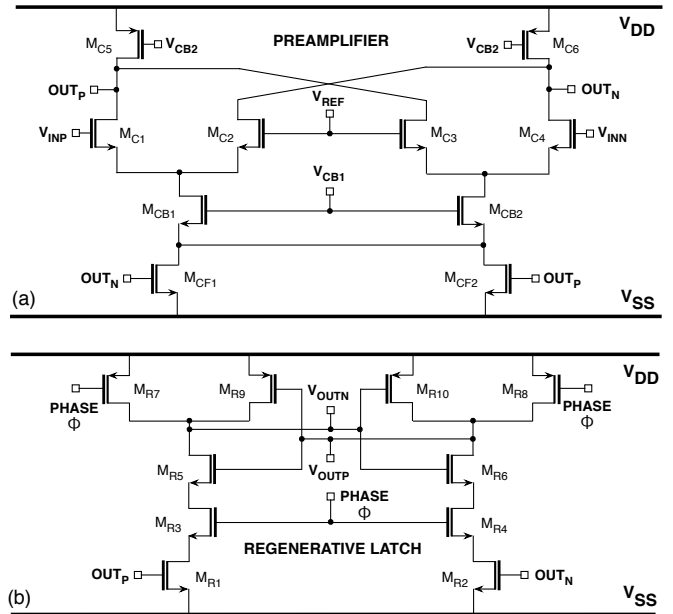 V_DD
M_C5
V_CB2
PREAMPLIFIER
V_CB2
M_C6
OUT_P
V_REF
OUT_N
V_INP
M_C1
M_C2
M_C3
M_C4
V_INN
V_CB1
M_CB1
M_CB2
OUT_N
M_CF1
M_CF2
OUT_P
(a)
V_SS
V_DD
M_R7
M_R9
V_OUTN
M_R10
M_R8
PHASE
Φ
PHASE
Φ
V_OUTP
M_R5
M_R6
PHASE
Φ
M_R3
M_R4
REGENERATIVE LATCH
OUT_P
M_R1
M_R2
OUT_N
(b)
V_SS